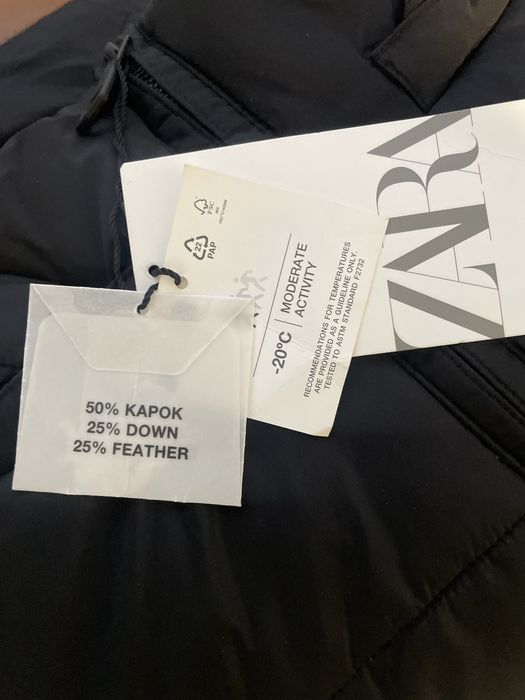 ZARA
22
PAP
-20°C
MODERATE
ACTIVITY
RECOMMENDATIONS FOR TEMPERATURES
ARE PROVIDED AS A GUIDELINE ONLY.
TESTED TO ASTM STANDARD F2732
50% KAPOK
25% DOWN
25% FEATHER